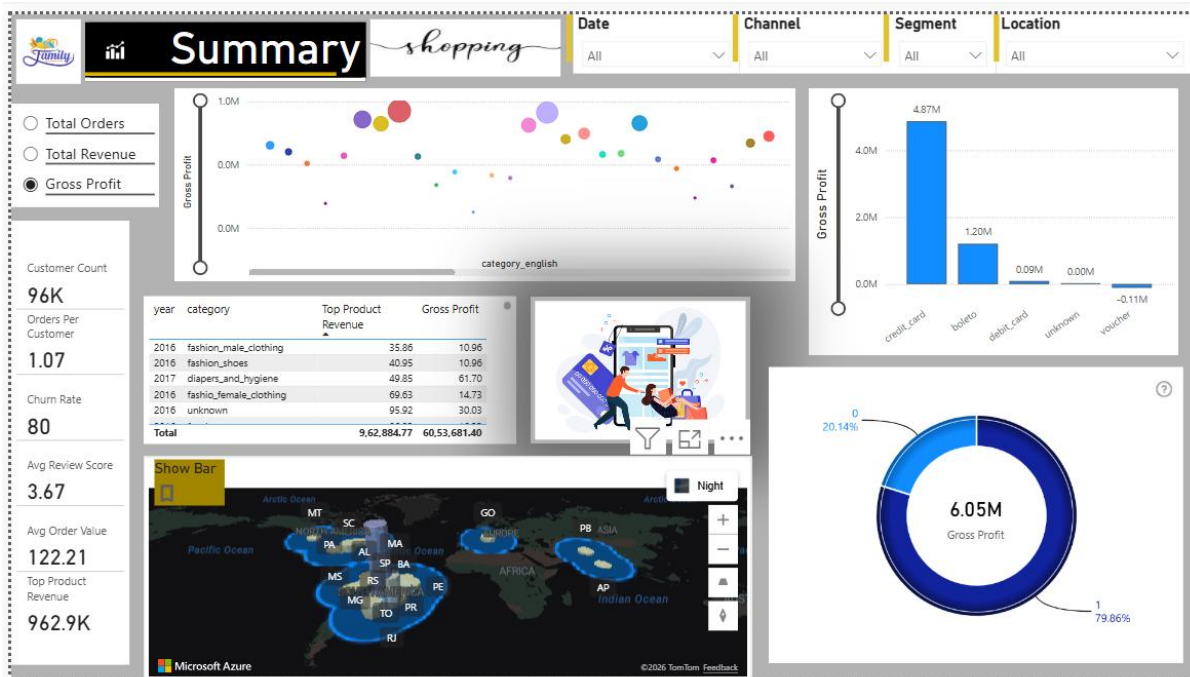 Family
Summary
shopping
Date
All
Channel
All
Segment
All
Location
All
Total Orders
Total Revenue
Gross Profit
Gross Profit
1.0M
0.0M
0.0M
category_english
Gross Profit
4.0M
2.0M
0.0M
4.87M
1.20M
0.09M
0.00M
-0.11M
credit_card
boleto
debit_card
unknown
voucher
Customer Count
96K
Orders Per
Customer
1.07
Churn Rate
80
Avg Review Score
3.67
Avg Order Value
122.21
Top Product
Revenue
962.9K
year category Top Product Revenue Gross Profit
2016 fashion_male_clothing 35.86 10.96
2016 fashion_shoes 40.95 10.96
2017 diapers_and_hygiene 49.85 61.70
2016 fashio_female_clothing 69.63 14.73
2016 unknown 95.92 30.03
Total 9,62,884.77 60,53,681.40
Show Bar
Night
Arctic Ocean
Pacific Ocean
EUROPE
ASIA
AFRICA
Indian Ocean
MT
SC
GO
PB
PA
AL
MA
SP
BA
MS
RS
PE
AP
MG
TO
PR
RJ
Microsoft Azure
©2026 TomTom Feedback
0
20.14%
6.05M
Gross Profit
1
79.86%